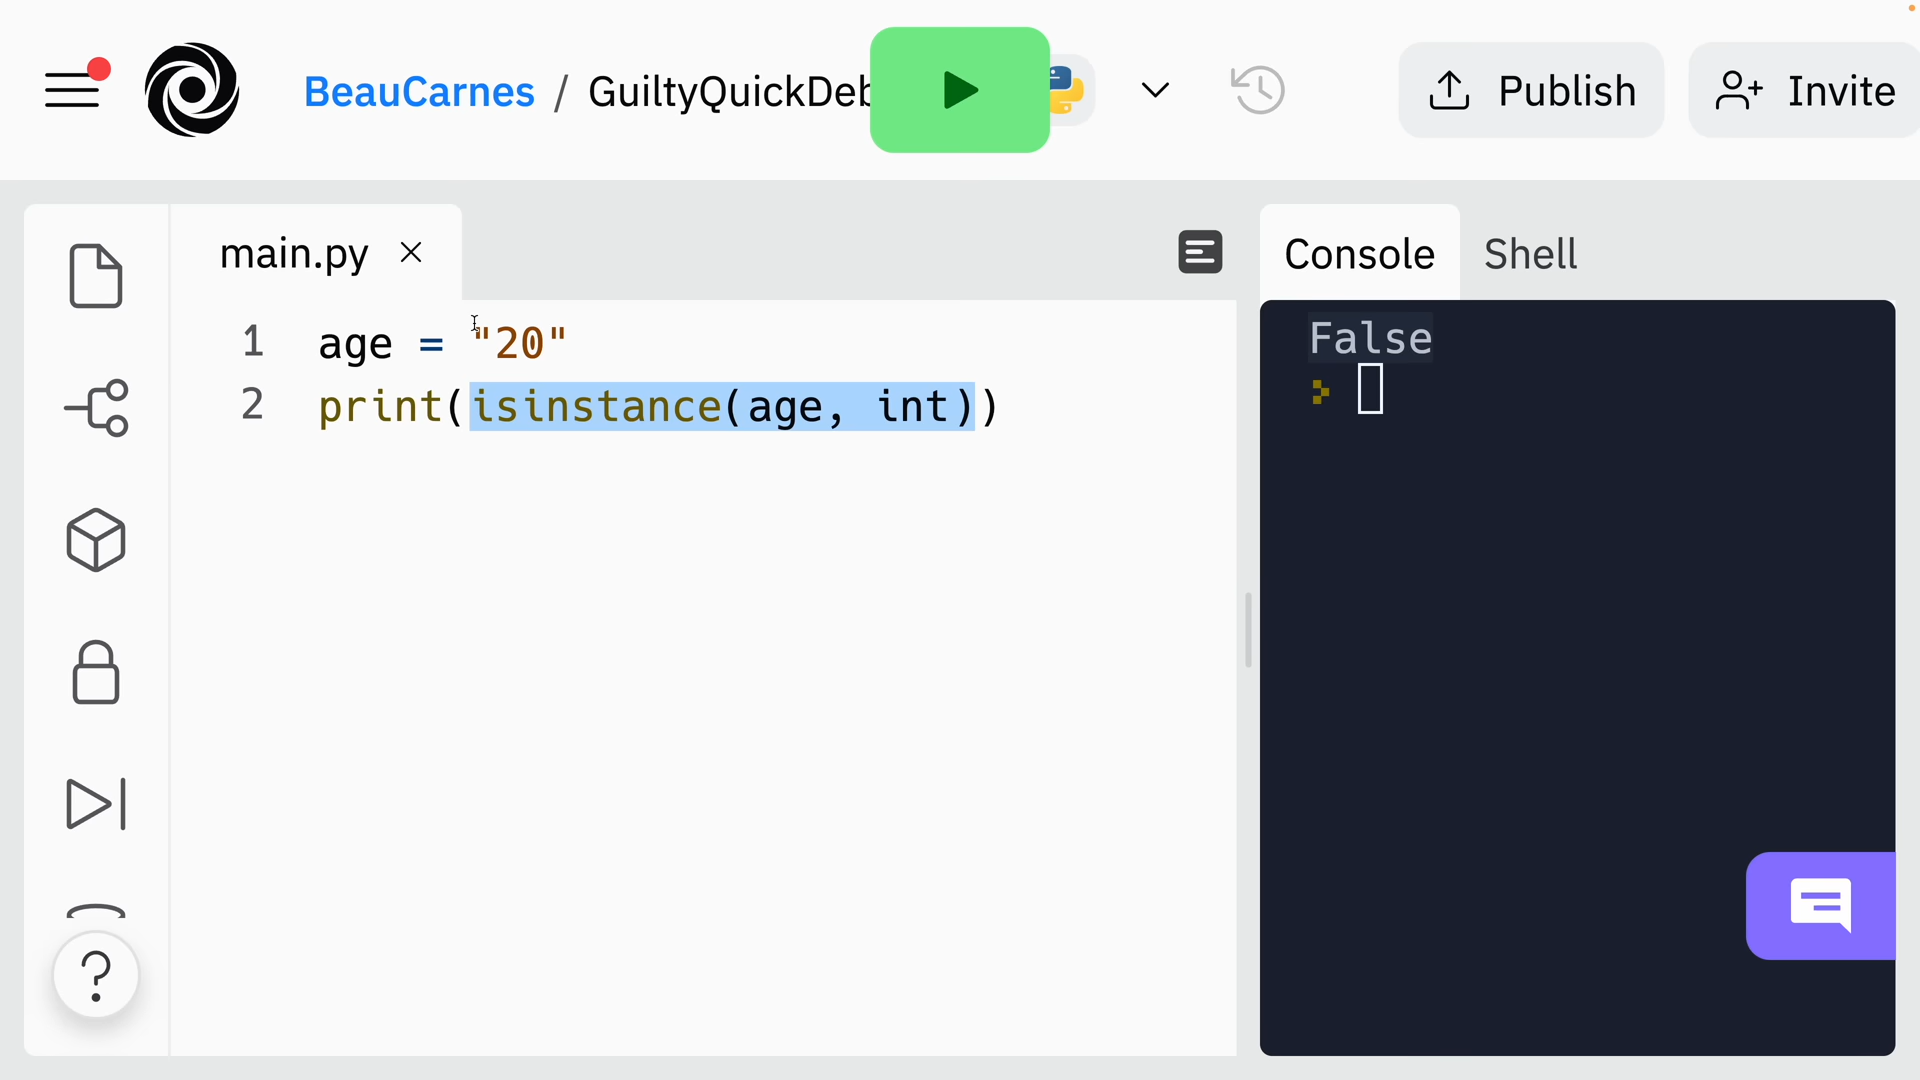 BeauCarnes / GuiltyQuickDeb
Publish
Invite
main.py
Console
Shell
1 age = "20"
2 print(isinstance(age, int))
False